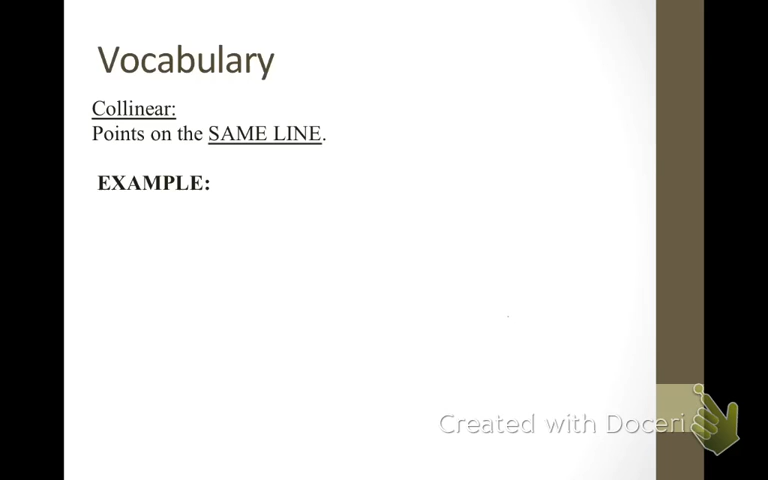 Vocabulary
Collinear:
Points on the SAME LINE.
EXAMPLE:
Created with Doceri